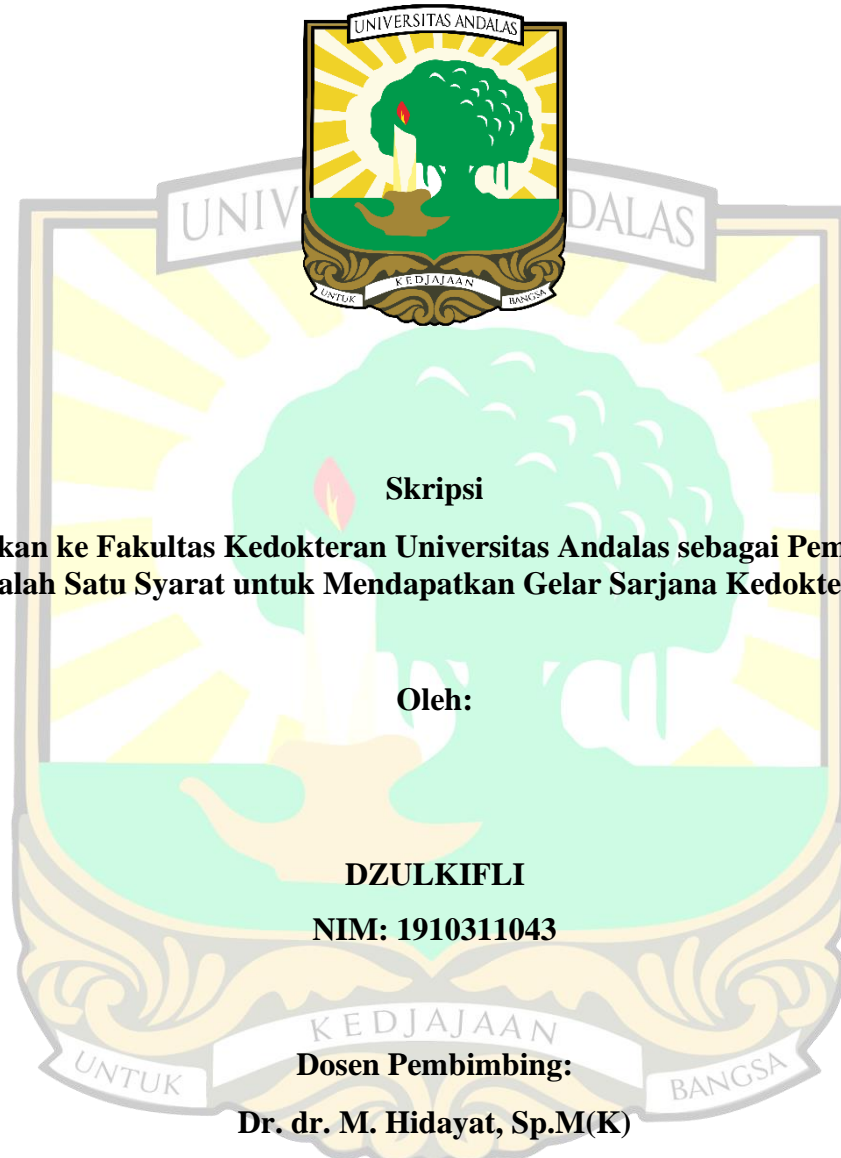 UNIVERSITAS ANDALAS
UNTUK KEDJAJAAN BANGSA
Skripsi
kan ke Fakultas Kedokteran Universitas Andalas sebagai Pem
alah Satu Syarat untuk Mendapatkan Gelar Sarjana Kedokte
Oleh:
DZULKIFLI
NIM: 1910311043
Dosen Pembimbing:
Dr. dr. M. Hidayat, Sp.M(K)
UNIV DALAS
UNTUK KEDJAJAAN BANGSA